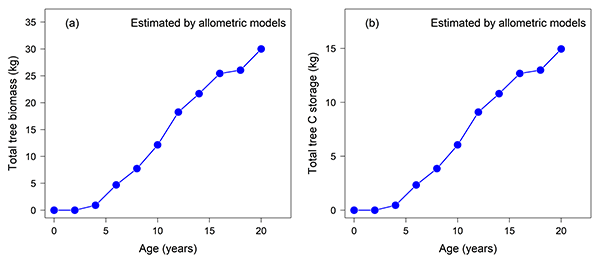 (a) Estimated by allometric models
35
30
25
20
15
10
5
0
Total tree biomass (kg)
0 5 10 15 20
Age (years)
(b) Estimated by allometric models
15
10
5
0
Total tree C storage (kg)
0 5 10 15 20
Age (years)